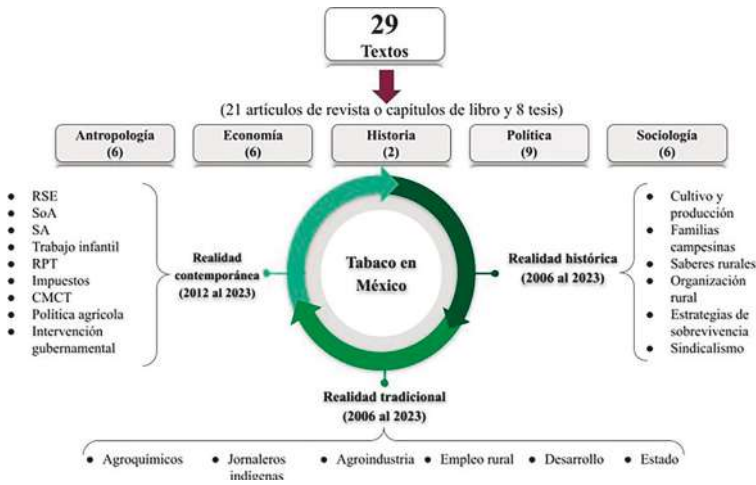 29
Textos
(21 artículos de revista o capítulos de libro y 8 tesis)
Antropología
(6)
Economía
(6)
Historia
(2)
Política
(9)
Sociología
(6)
• RSE
• SoA
• SA
• Trabajo infantil
• RPT
• Impuestos
• CMCT
• Política agrícola
• Intervención
gubernamental
Realidad
contemporánea
(2012 al 2023)
Tabaco en
México
Realidad histórica
(2006 al 2023)
• Cultivo y
producción
• Familias
campesinas
• Saberes rurales
• Organización
rural
• Estrategias de
sobrevivencia
• Sindicalismo
Realidad tradicional
(2006 al 2023)
• Agroquímicos
• Jornaleros
indígenas
• Agroindustria
• Empleo rural
• Desarrollo
• Estado